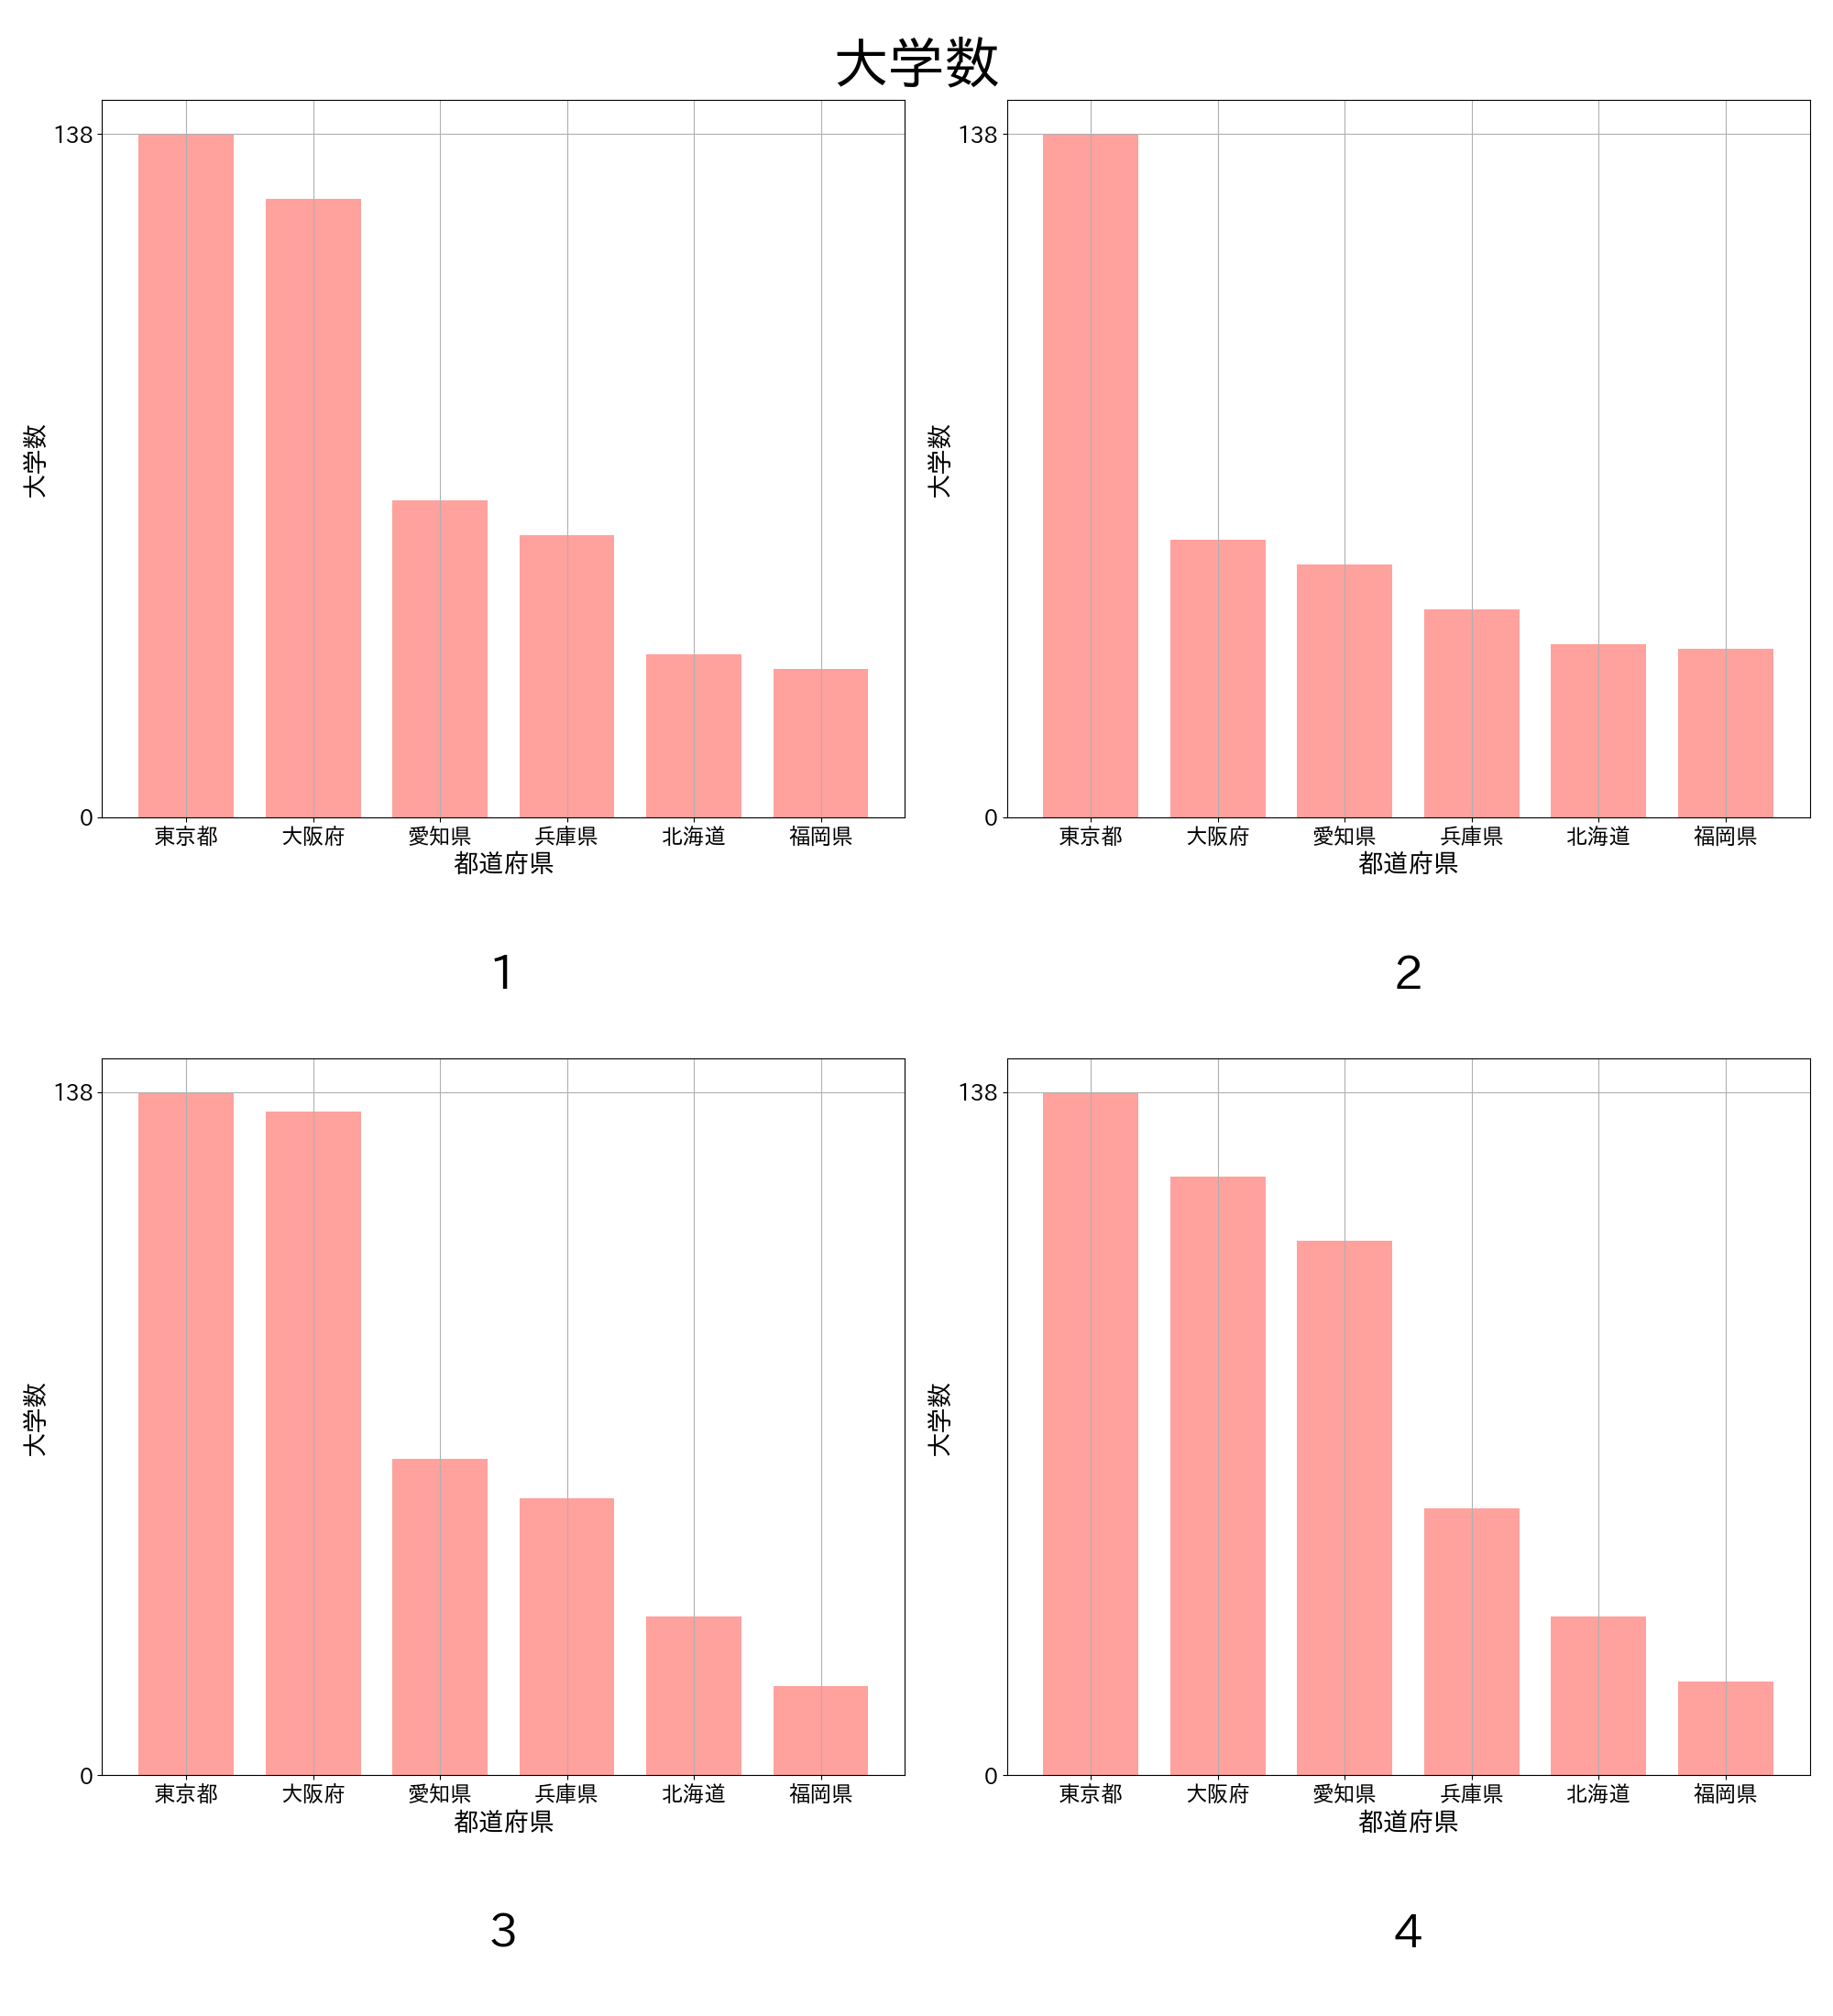 大学数
138
0
大学数
東京都 大阪府 愛知県 兵庫県 北海道 福岡県
都道府県
1
138
0
大学数
東京都 大阪府 愛知県 兵庫県 北海道 福岡県
都道府県
2
138
0
大学数
東京都 大阪府 愛知県 兵庫県 北海道 福岡県
都道府県
3
138
0
大学数
東京都 大阪府 愛知県 兵庫県 北海道 福岡県
都道府県
4